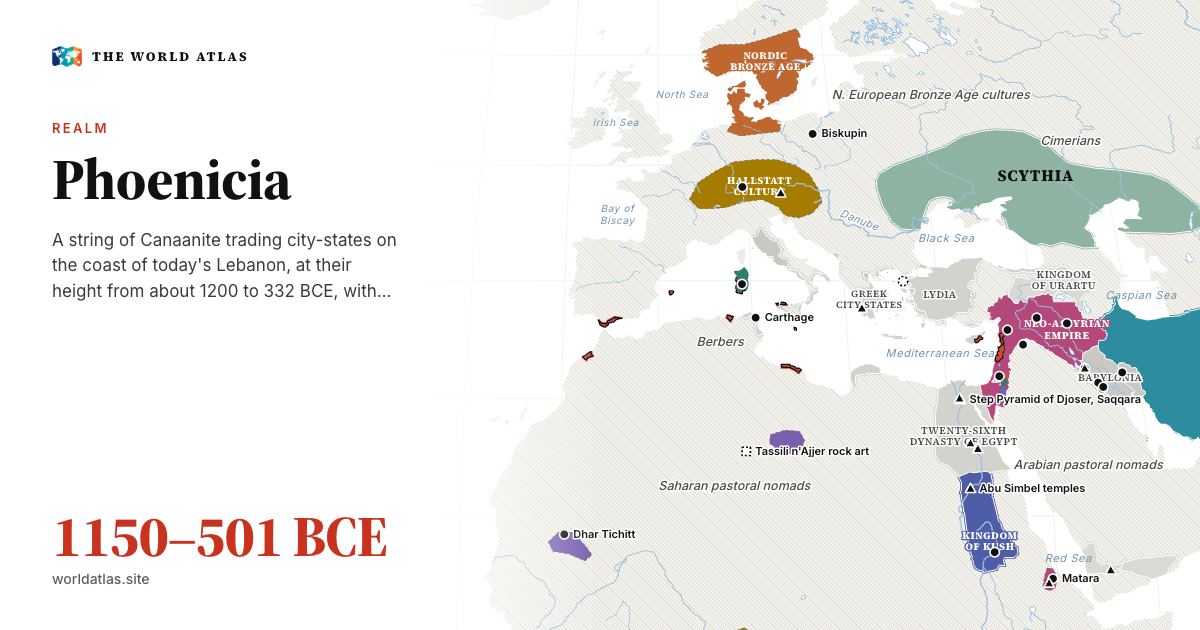 THE WORLD ATLAS
REALM
Phoenicia
A string of Canaanite trading city-states on
the coast of today's Lebanon, at their
height from about 1200 to 332 BCE, with...
1150–501 BCE
worldatlas.site
NORDIC
BRONZE AGE
North Sea
N. European Bronze Age cultures
Irish Sea
Biskupin
Cimerians
SCYTHIA
HALLSTATT
CULTURE
Bay of
Biscay
Danube
Black Sea
KINGDOM
OF URARTU
GREEK
CITY-STATES
LYDIA
Caspian Sea
Carthage
NEO-ASSYRIAN
EMPIRE
Berbers
Mediterranean Sea
BABYLONIA
Step Pyramid of Djoser, Saqqara
TWENTY-SIXTH
DYNASTY OF EGYPT
Tassili n'Ajjer rock art
Arabian pastoral nomads
Saharan pastoral nomads
Abu Simbel temples
Dhar Tichitt
KINGDOM
OF KUSH
Red Sea
Matara